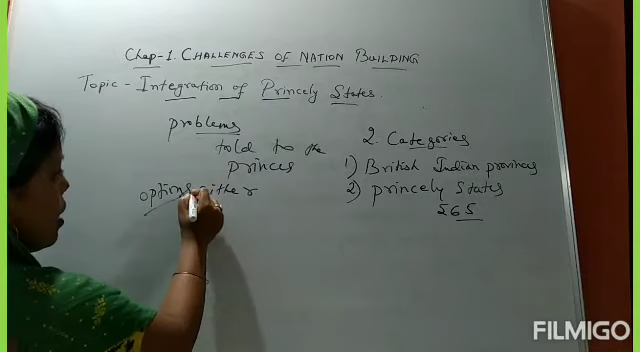 Chap-1. CHALLENGES OF NATION BUILDING
Topic - Integration of Princely States.
problems
told to the
princes
options either
2. Categories
1) British Indian provinces
2) princely states
565
FILMIGO